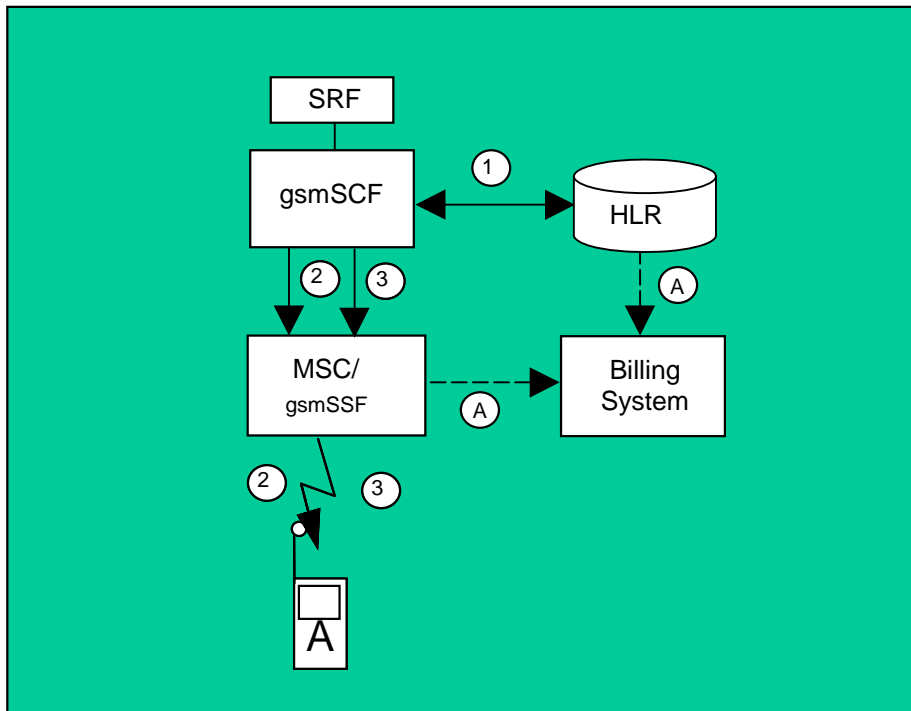 SRF
gsmSCF
1
HLR
2
3
A
MSC/
gsmSSF
A
Billing
System
2
3
A